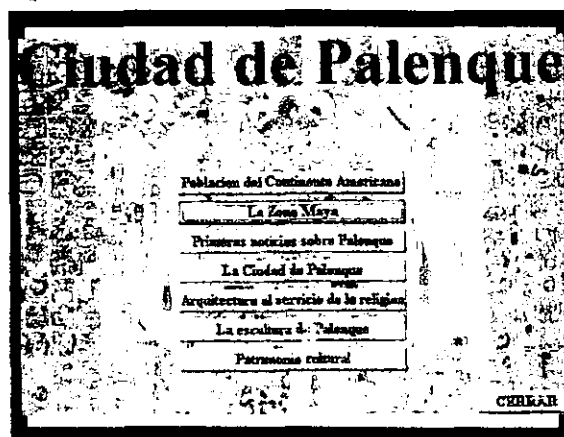 Ciudad de Palenque
Poblacion del Continente Americano
La Zona Maya
Primeras noticias sobre Palenque
La Ciudad de Palenque
Arquitectura al servicio de la religion
La escultura de Palenque
Patrimonio cultural
CERRAR